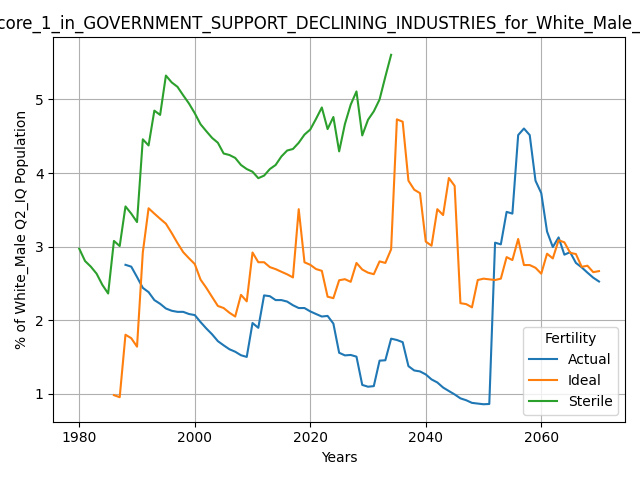 core_1_in_GOVERNMENT_SUPPORT_DECLINING_INDUSTRIES_for_White_Male_
% of White_Male Q2_IQ Population
5
4
3
2
1
1980 2000 2020 2040 2060
Years
Fertility
Actual
Ideal
Sterile